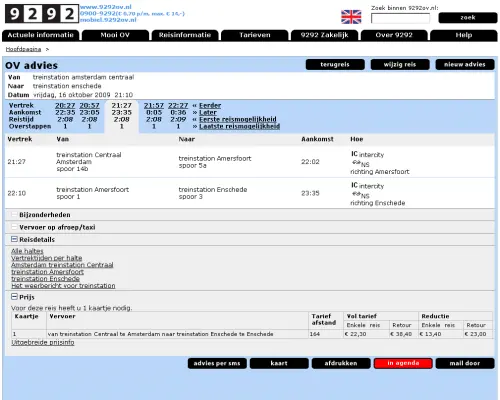 9292
9292ov.nl
0900-9292 (€ 0,70 p/m, max. € 14,-)
mobiel.9292ov.nl
Zoek binnen 9292ov.nl:
zoek
Actuele informatie Mooi OV Reisinformatie Tarieven 9292 Zakelijk Over 9292 Help
Hoofdpagina >
OV advies
terugreis wijzig reis nieuw advies
Van treinstation amsterdam centraal
Naar treinstation enschede
Datum vrijdag, 16 oktober 2009 21:10
Vertrek 20:27 20:57 21:27 21:57 22:27 « Eerder
Aankomst 22:35 23:05 23:35 0:05 0:36 » Later
Reistijd 2:08 2:08 2:08 2:08 2:09 « Eerste reismogelijkheid
Overstappen 1 1 1 1 1 » Laatste reismogelijkheid
Vertrek Van Naar Aankomst Hoe
21:27 treinstation Centraal Amsterdam spoor 14b treinstation Amersfoort spoor 5a 22:02 IC intercity NS richting Amersfoort
22:10 treinstation Amersfoort spoor 1 treinstation Enschede spoor 3 23:35 IC intercity NS richting Enschede
Bijzonderheden
Vervoer op afroep/taxi
Reisdetails
Alle haltes
Vertrektijden per halte
Amsterdam treinstation Centraal
treinstation Amersfoort
treinstation Enschede
Het weerbericht voor treinstation
Prijs
Voor deze reis heeft u 1 kaartje nodig.
Kaartje Vervoer Tarief afstand Vol tarief Reductie
Enkele reis Retour Enkele reis Retour
1 van treinstation Centraal te Amsterdam naar treinstation Enschede te Enschede 164 € 22,30 € 38,40 € 13,40 € 23,00
Uitgebreide prijsinfo
advies per sms kaart afdrukken in agenda mail door